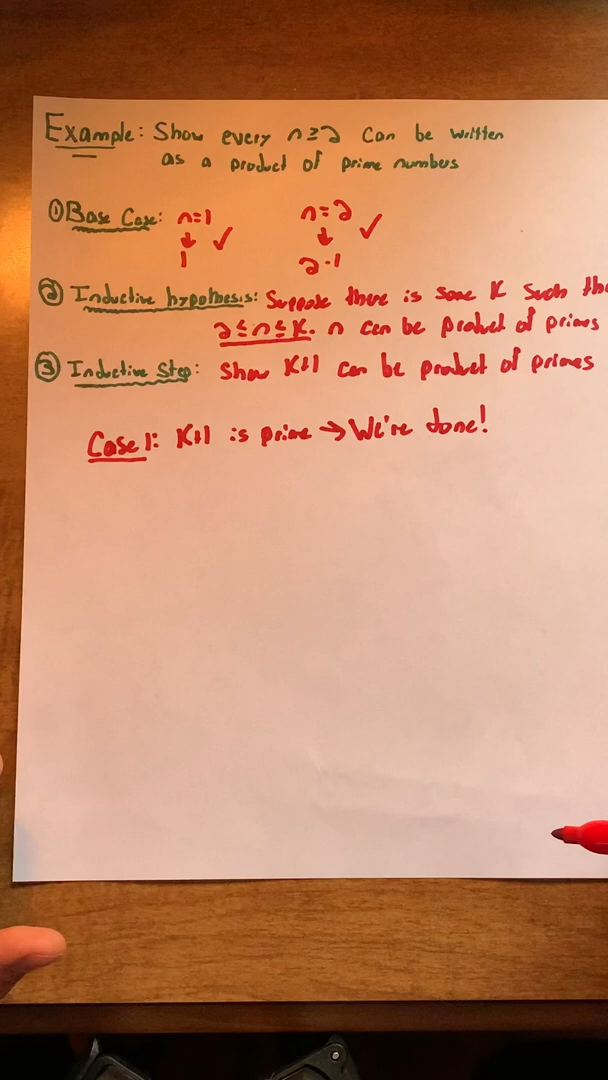 Example: Show every n≥2 can be written
as a product of prime numbers
① Base Case: n=1 ✓ n=2 ✓
↓ ↓
1 2·1
② Inductive hypothesis: Suppose there is some K such tha
2≤n≤K. n can be product of primes
③ Inductive Step: Show K+1 can be product of primes
Case 1: K+1 is prime → We're done!